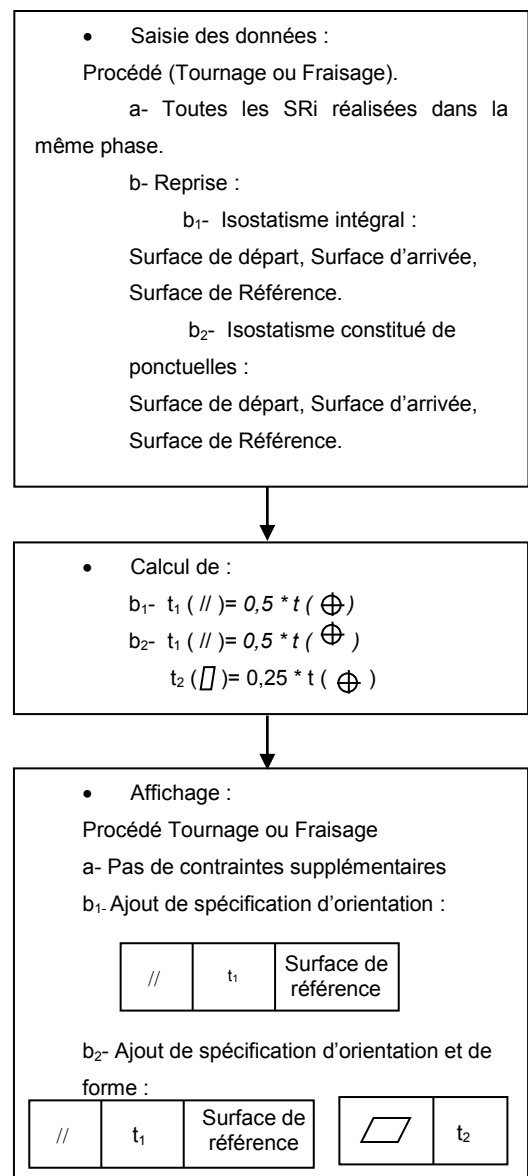 • Saisie des données :
Procédé (Tournage ou Fraisage).
a- Toutes les SRi réalisées dans la
même phase.
b- Reprise :
b₁- Isostatisme intégral :
Surface de départ, Surface d'arrivée,
Surface de Référence.
b₂- Isostatisme constitué de
ponctuelles :
Surface de départ, Surface d'arrivée,
Surface de Référence.
• Calcul de :
b₁- t₁ ( // )= 0,5 * t ( ⌖ )
b₂- t₁ ( // )= 0,5 * t ( ⌖ )
t₂ ( ▱ )= 0,25 * t ( ⌖ )
• Affichage :
Procédé Tournage ou Fraisage
a- Pas de contraintes supplémentaires
b₁- Ajout de spécification d'orientation :
// t₁ Surface de
référence
b₂- Ajout de spécification d'orientation et de
forme :
// t₁ Surface de
référence
▱ t₂